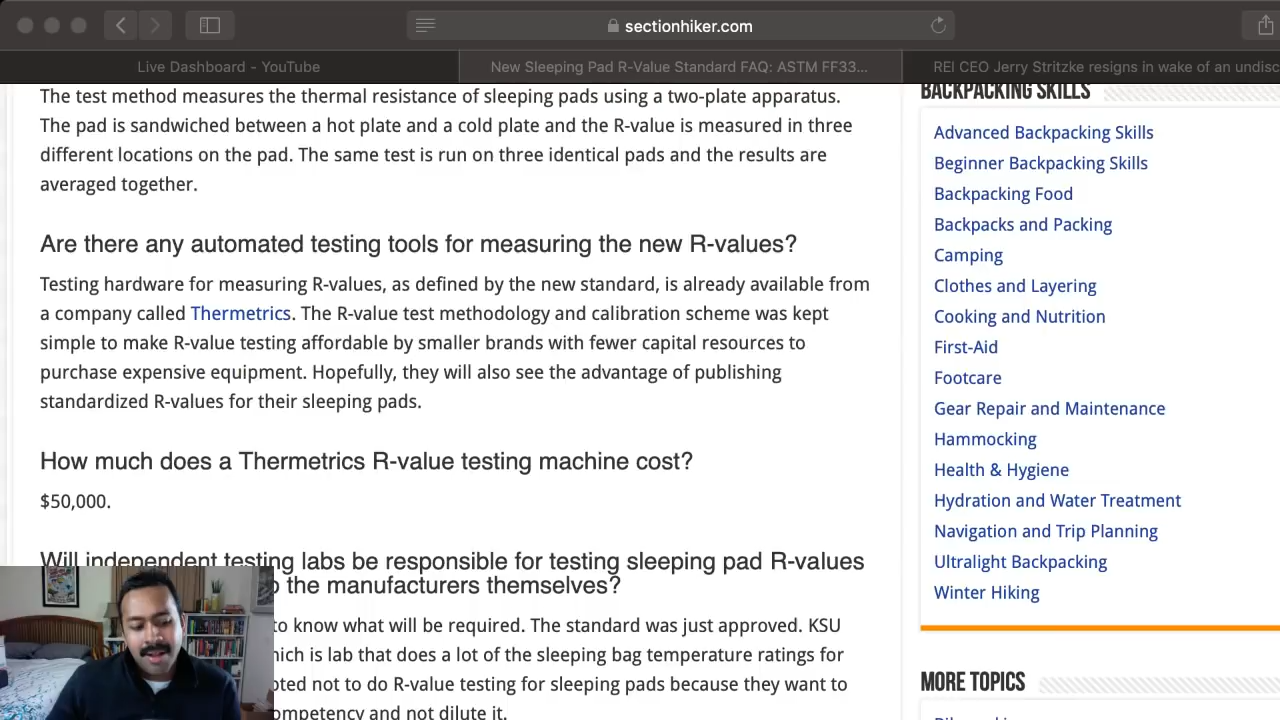 sectionhiker.com
Live Dashboard - YouTube
New Sleeping Pad R-Value Standard FAQ: ASTM FF33...
REI CEO Jerry Stritzke resigns in wake of an undisc
The test method measures the thermal resistance of sleeping pads using a two-plate apparatus.
The pad is sandwiched between a hot plate and a cold plate and the R-value is measured in three
different locations on the pad. The same test is run on three identical pads and the results are
averaged together.
Are there any automated testing tools for measuring the new R-values?
Testing hardware for measuring R-values, as defined by the new standard, is already available from
a company called Thermetrics. The R-value test methodology and calibration scheme was kept
simple to make R-value testing affordable by smaller brands with fewer capital resources to
purchase expensive equipment. Hopefully, they will also see the advantage of publishing
standardized R-values for their sleeping pads.
How much does a Thermetrics R-value testing machine cost?
$50,000.
Will independent testing labs be responsible for testing sleeping pad R-values
the manufacturers themselves?
to know what will be required. The standard was just approved. KSU
hich is lab that does a lot of the sleeping bag temperature ratings for
oted not to do R-value testing for sleeping pads because they want to
ompetency and not dilute it.
BACKPACKING SKILLS
Advanced Backpacking Skills
Beginner Backpacking Skills
Backpacking Food
Backpacks and Packing
Camping
Clothes and Layering
Cooking and Nutrition
First-Aid
Footcare
Gear Repair and Maintenance
Hammocking
Health & Hygiene
Hydration and Water Treatment
Navigation and Trip Planning
Ultralight Backpacking
Winter Hiking
MORE TOPICS